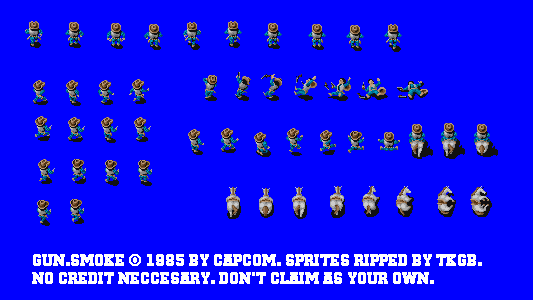 GUN.SMOKE © 1985 BY CAPCOM. SPRITES RIPPED BY TKGB.
NO CREDIT NECCESARY. DON'T CLAIM AS YOUR OWN.